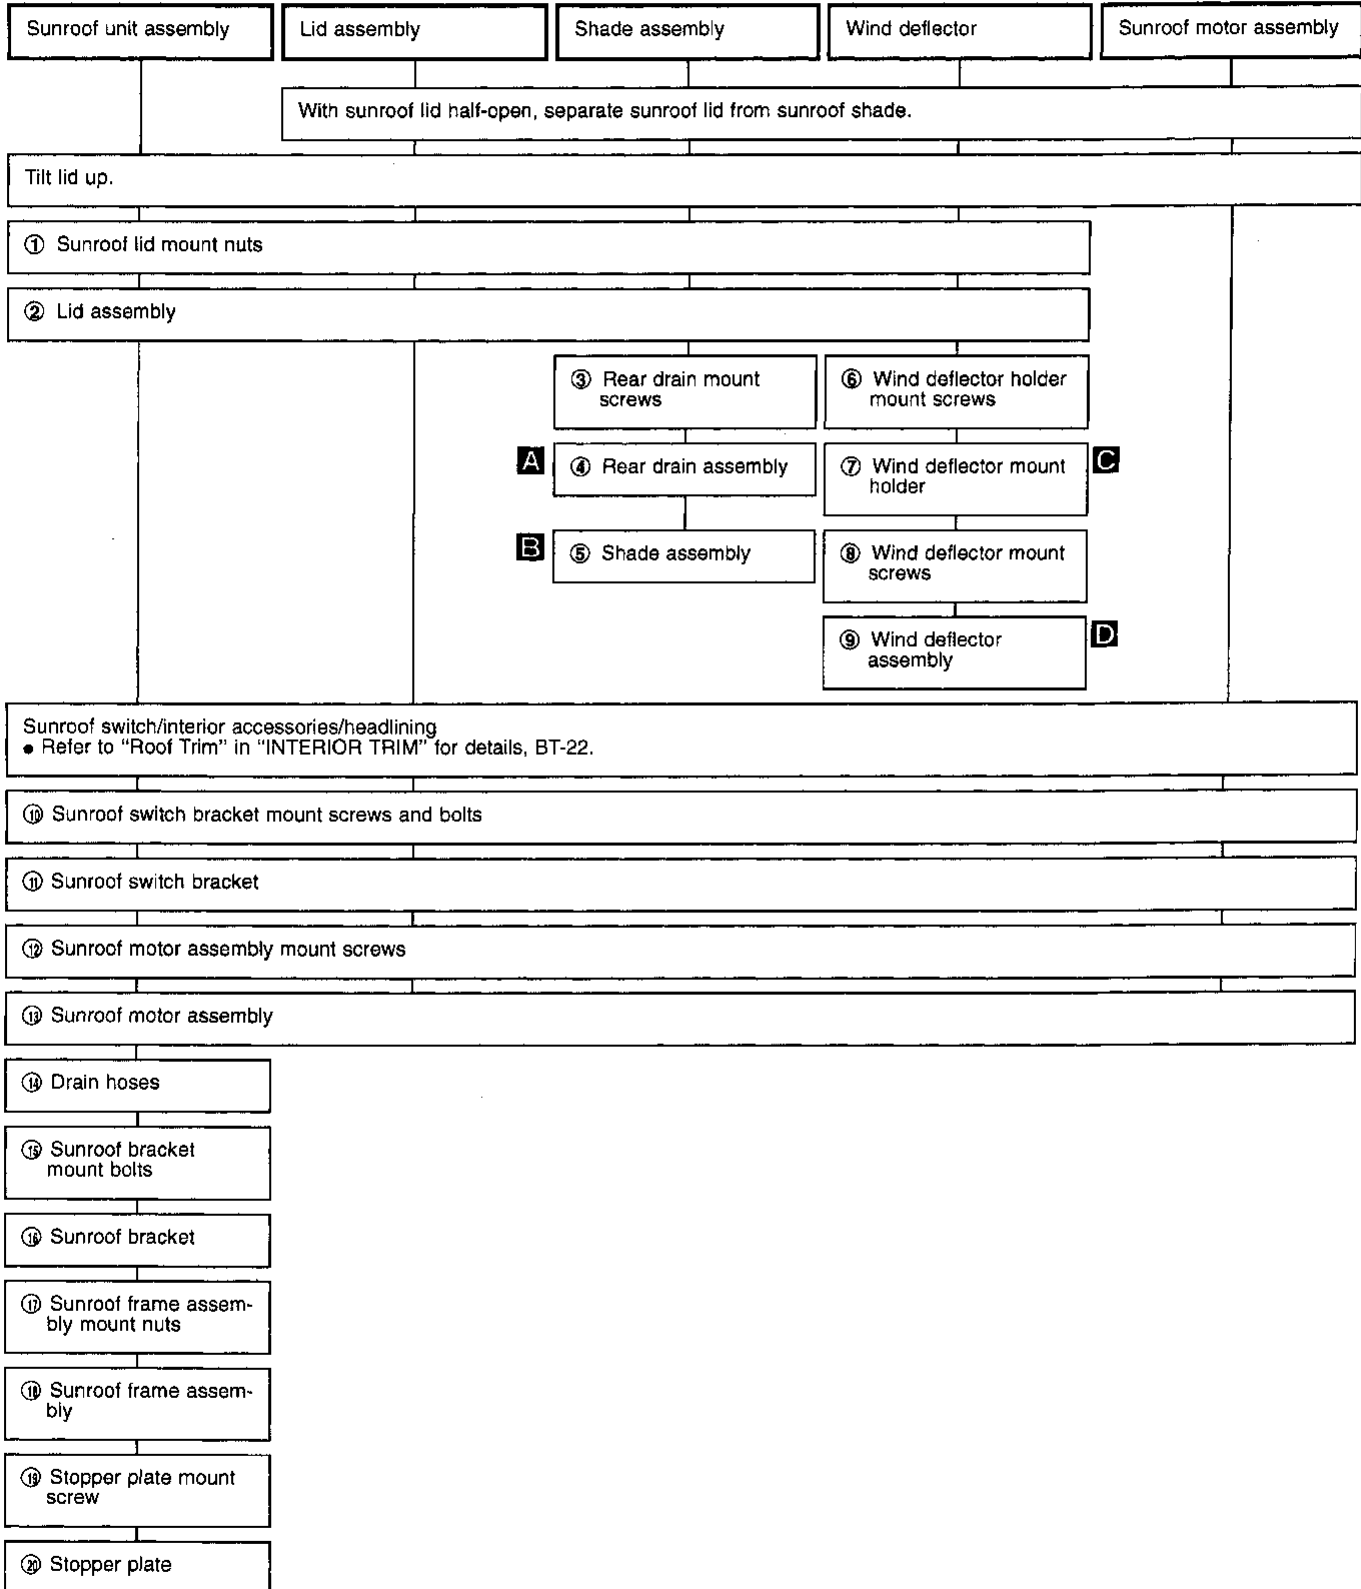 Sunroof unit assembly
Lid assembly
Shade assembly
Wind deflector
Sunroof motor assembly
With sunroof lid half-open, separate sunroof lid from sunroof shade.
Tilt lid up.
① Sunroof lid mount nuts
② Lid assembly
③ Rear drain mount
screws
⑥ Wind deflector holder
mount screws
A
④ Rear drain assembly
⑦ Wind deflector mount
holder
C
B
⑤ Shade assembly
⑧ Wind deflector mount
screws
⑨ Wind deflector
assembly
D
Sunroof switch/interior accessories/headlining
● Refer to “Roof Trim” in “INTERIOR TRIM” for details, BT-22.
⑩ Sunroof switch bracket mount screws and bolts
⑪ Sunroof switch bracket
⑫ Sunroof motor assembly mount screws
⑬ Sunroof motor assembly
⑭ Drain hoses
⑮ Sunroof bracket
mount bolts
⑯ Sunroof bracket
⑰ Sunroof frame assem-
bly mount nuts
⑱ Sunroof frame assem-
bly
⑲ Stopper plate mount
screw
⑳ Stopper plate